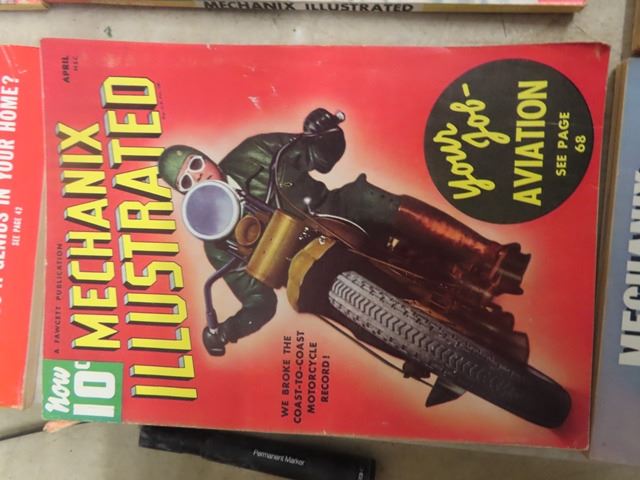 MECHANIX ILLUSTRATED
GENIUS IN YOUR HOME?
SEE PAGE 42
APRIL
A FAWCETT PUBLICATION
MECHANIX
ILLUSTRATED
Now
10¢
Your
Job-
AVIATION
SEE PAGE
68
WE BROKE THE
COAST-TO-COAST
MOTORCYCLE
RECORD!
Permanent Marker